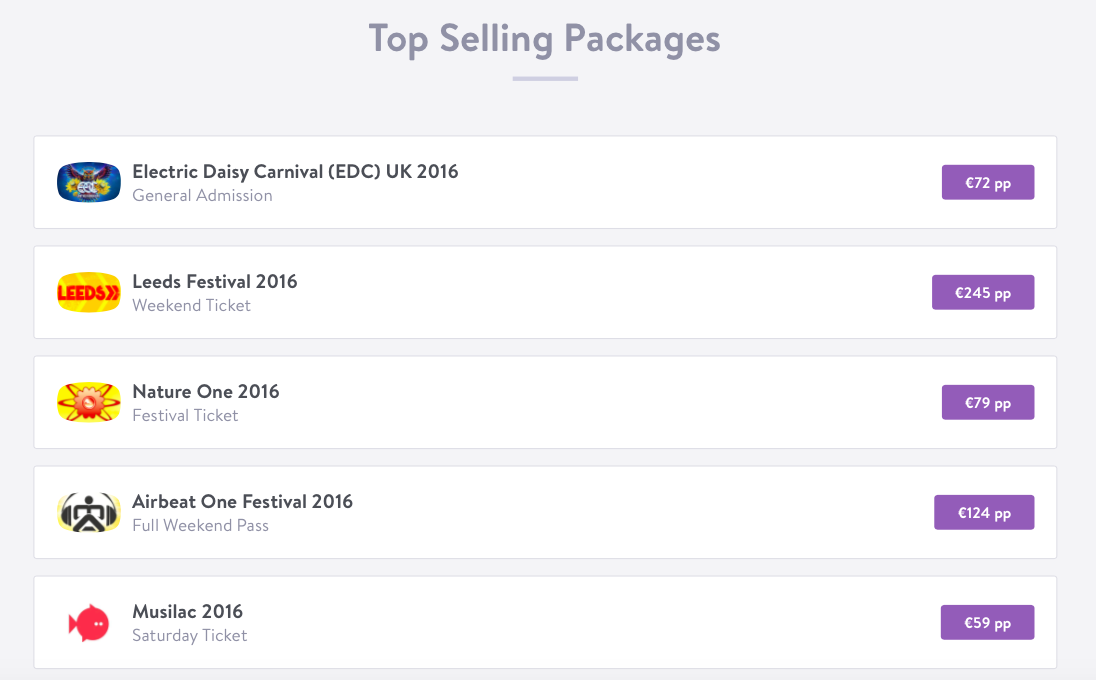 Top Selling Packages
Electric Daisy Carnival (EDC) UK 2016
General Admission
€72 pp
LEEDS
Leeds Festival 2016
Weekend Ticket
€245 pp
Nature One 2016
Festival Ticket
€79 pp
Airbeat One Festival 2016
Full Weekend Pass
€124 pp
Musilac 2016
Saturday Ticket
€59 pp